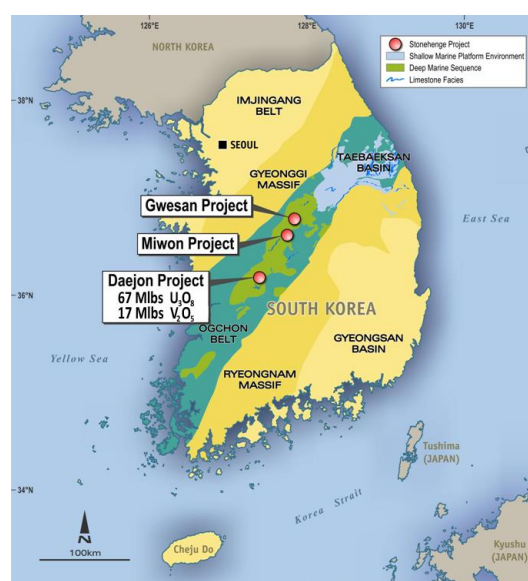 126°E
128°E
130°E
Stonehenge Project
Shallow Marine Platform Environment
Deep Marine Sequence
Limestone Facies
NORTH KOREA
38°N
IMJINGANG
BELT
SEOUL
TAEBAEKSAN
BASIN
GYEONGGI
MASSIF
Gwesan Project
Miwon Project
East Sea
Daejon Project
67 Mlbs U₃O₈
17 Mlbs V₂O₅
36°N
36°N
SOUTH KOREA
OGCHON
BELT
GYEONGSAN
BASIN
Yellow Sea
RYEONGNAM
MASSIF
Tushima
(JAPAN)
34°N
34°N
Korea Strait
N
100km
Cheju Do
Kyushu
(JAPAN)